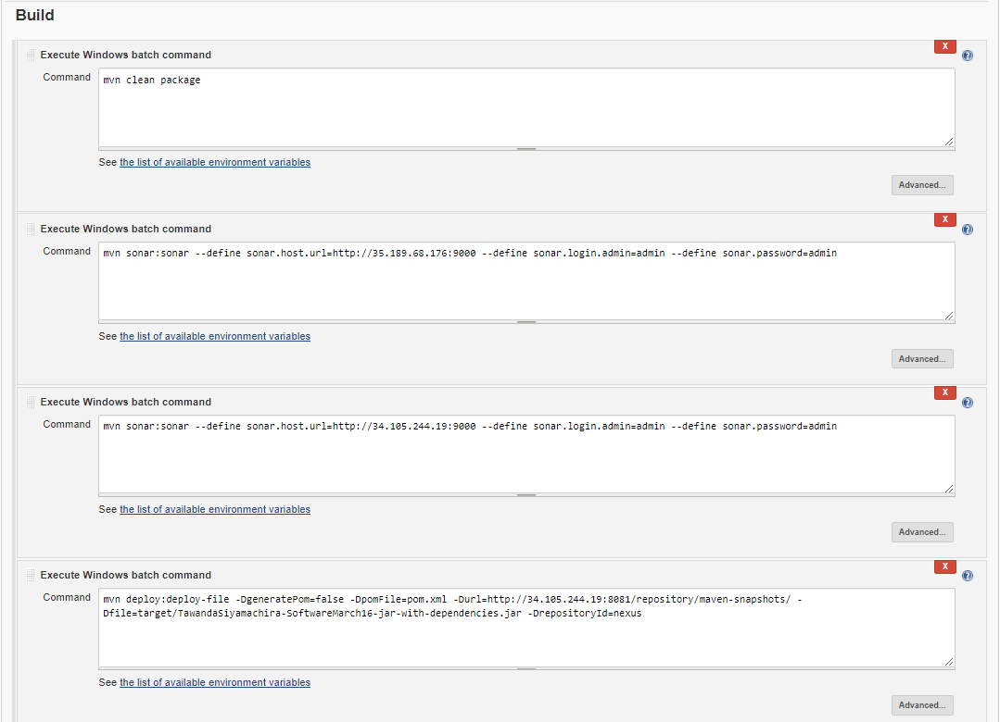 Build
X
Execute Windows batch command
Command
mvn clean package
See the list of available environment variables
Advanced...
X
Execute Windows batch command
Command
mvn sonar:sonar --define sonar.host.url=http://35.189.68.176:9000 --define sonar.login.admin=admin --define sonar.password=admin
See the list of available environment variables
Advanced...
X
Execute Windows batch command
Command
mvn sonar:sonar --define sonar.host.url=http://34.105.244.19:9000 --define sonar.login.admin=admin --define sonar.password=admin
See the list of available environment variables
Advanced...
X
Execute Windows batch command
Command
mvn deploy:deploy-file -DgeneratePom=false -DpomFile=pom.xml -Durl=http://34.105.244.19:8081/repository/maven-snapshots/ -
Dfile=target/TawandaSiyamachira-SoftwareMarch16-jar-with-dependencies.jar -DrepositoryId=nexus
See the list of available environment variables
Advanced...